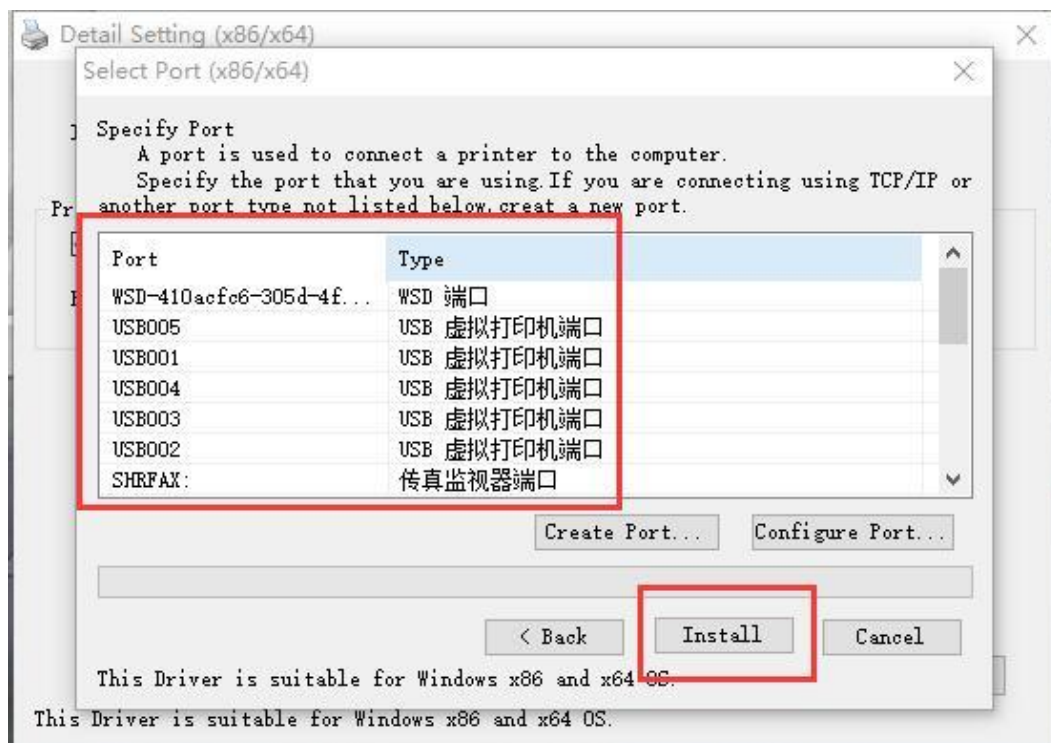 Detail Setting (x86/x64)
Select Port (x86/x64)
Specify Port
A port is used to connect a printer to the computer.
Specify the port that you are using.If you are connecting using TCP/IP or
another port type not listed below,creat a new port.
Pr
Port Type
WSD-410acfc6-305d-4f... WSD 端口
USB005 USB 虚拟打印机端口
USB001 USB 虚拟打印机端口
USB004 USB 虚拟打印机端口
USB003 USB 虚拟打印机端口
USB002 USB 虚拟打印机端口
SHRFAX: 传真监视器端口
Create Port... Configure Port...
< Back Install Cancel
This Driver is suitable for Windows x86 and x64 OS.
This Driver is suitable for Windows x86 and x64 OS.